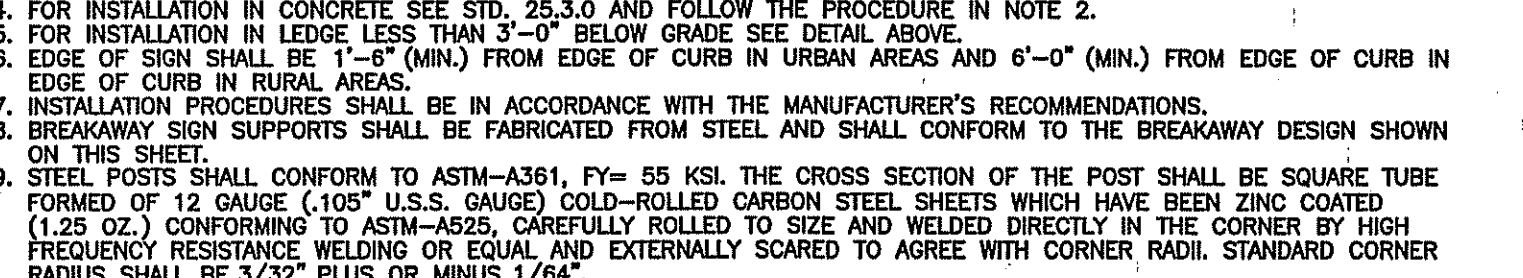 4. FOR INSTALLATION IN CONCRETE SEE STD. 25.3.0 AND FOLLOW THE PROCEDURE IN NOTE 2.
5. FOR INSTALLATION IN LEDGE LESS THAN 3'-0" BELOW GRADE SEE DETAIL ABOVE.
6. EDGE OF SIGN SHALL BE 1'-6" (MIN.) FROM EDGE OF CURB IN URBAN AREAS AND 6'-0" (MIN.) FROM EDGE OF CURB IN
EDGE OF CURB IN RURAL AREAS.
7. INSTALLATION PROCEDURES SHALL BE IN ACCORDANCE WITH THE MANUFACTURER'S RECOMMENDATIONS.
8. BREAKAWAY SIGN SUPPORTS SHALL BE FABRICATED FROM STEEL AND SHALL CONFORM TO THE BREAKAWAY DESIGN SHOWN
ON THIS SHEET.
9. STEEL POSTS SHALL CONFORM TO ASTM-A361, FY= 55 KSI. THE CROSS SECTION OF THE POST SHALL BE SQUARE TUBE
FORMED OF 12 GAUGE (.105" U.S.S. GAUGE) COLD-ROLLED CARBON STEEL SHEETS WHICH HAVE BEEN ZINC COATED
(1.25 OZ.) CONFORMING TO ASTM-A525, CAREFULLY ROLLED TO SIZE AND WELDED DIRECTLY IN THE CORNER BY HIGH
FREQUENCY RESISTANCE WELDING OR EQUAL AND EXTERNALLY SCARED TO AGREE WITH CORNER RADII. STANDARD CORNER
RADIUS SHALL BE 3/32" PLUS OR MINUS 1/64".